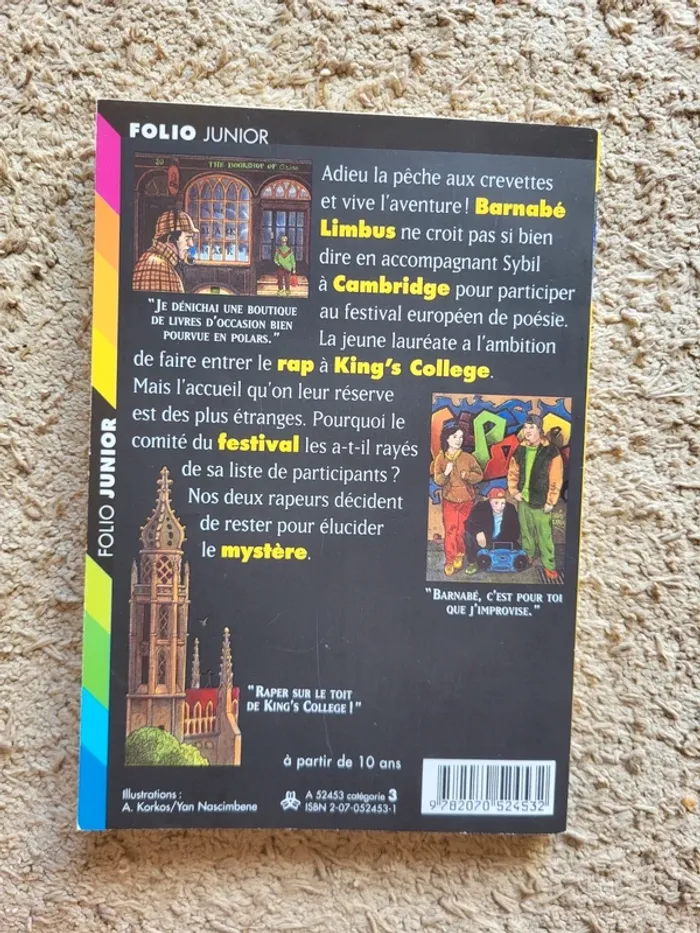 FOLIO JUNIOR
THE BOOKSHOP OF
Adieu la pêche aux crevettes
et vive l'aventure ! Barnabé
Limbus ne croit pas si bien
dire en accompagnant Sybil
à Cambridge pour participer
au festival européen de poésie.
La jeune lauréate a l'ambition
de faire entrer le rap à King's College.
Mais l'accueil qu'on leur réserve
est des plus étranges. Pourquoi le
comité du festival les a-t-il rayés
de sa liste de participants ?
Nos deux rapeurs décident
de rester pour élucider
le mystère.
"JE DÉNICHAI UNE BOUTIQUE
DE LIVRES D'OCCASION BIEN
POURVUE EN POLARS."
"BARNABÉ, C'EST POUR TOI
QUE J'IMPROVISE."
"RAPER SUR LE TOIT
DE KING'S COLLEGE !"
à partir de 10 ans
Illustrations :
A. Korkos/Yan Nascimbene
A 52453 catégorie 3
ISBN 2-07-052453-1
9 782070 524532
FOLIO JUNIOR